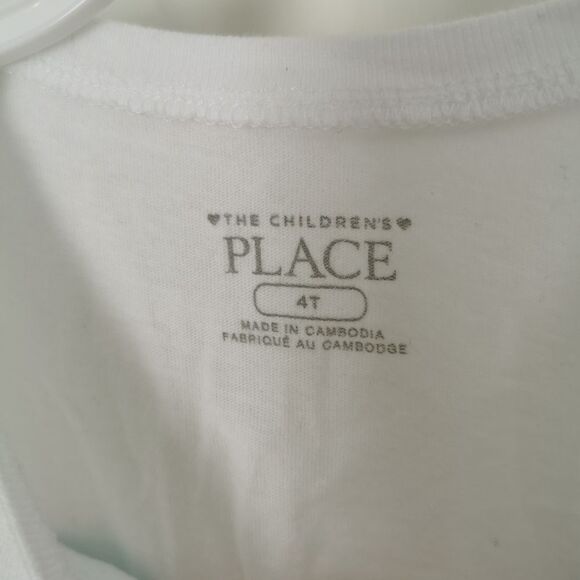 ♥THE CHILDREN'S♥
PLACE
4T
MADE IN CAMBODIA
FABRIQUÉ AU CAMBODGE